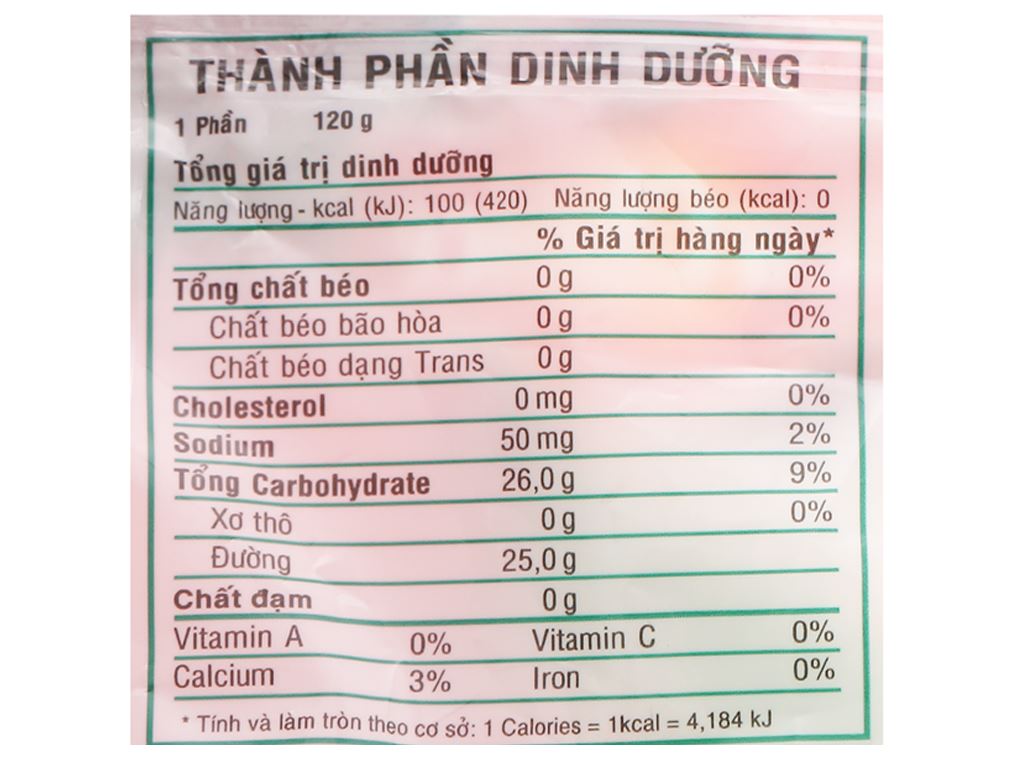 THÀNH PHẦN DINH DƯỠNG
1 Phần 120 g
Tổng giá trị dinh dưỡng
Năng lượng - kcal (kJ): 100 (420) Năng lượng béo (kcal): 0
% Giá trị hàng ngày*
Tổng chất béo 0 g 0%
Chất béo bão hòa 0 g 0%
Chất béo dạng Trans 0 g
Cholesterol 0 mg 0%
Sodium 50 mg 2%
Tổng Carbohydrate 26,0 g 9%
Xơ thô 0 g 0%
Đường 25,0 g
Chất đạm 0 g
Vitamin A 0% Vitamin C 0%
Calcium 3% Iron 0%
* Tính và làm tròn theo cơ sở: 1 Calories = 1kcal = 4,184 kJ